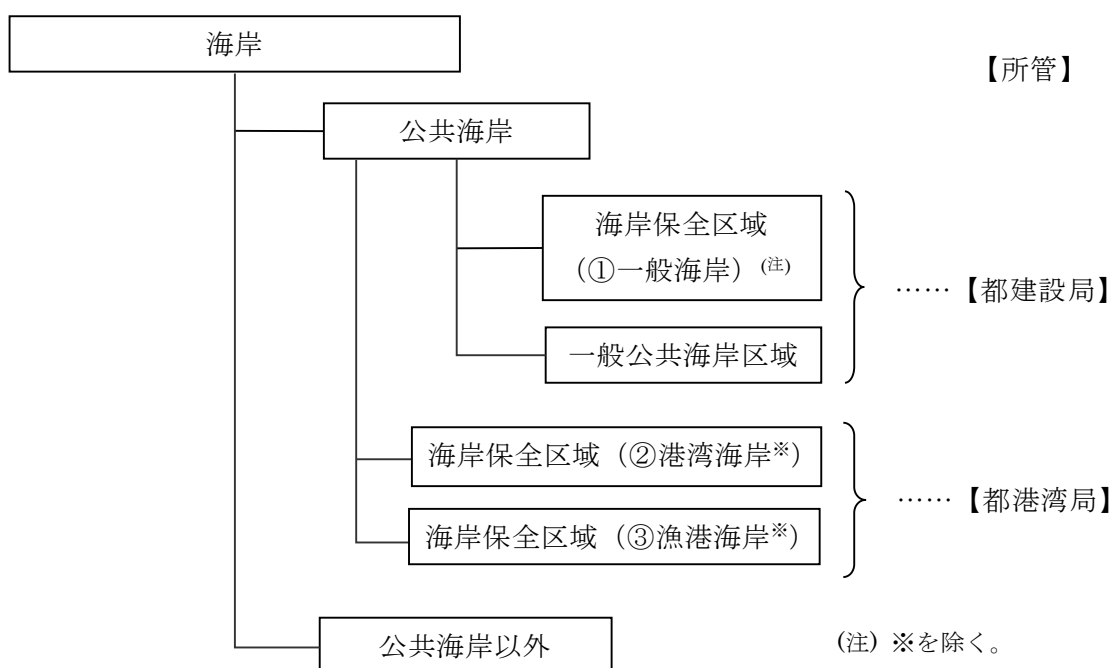 海岸
【所管】
公共海岸
海岸保全区域
（①一般海岸）(注)
……【都建設局】
一般公共海岸区域
海岸保全区域（②港湾海岸※）
……【都港湾局】
海岸保全区域（③漁港海岸※）
公共海岸以外
(注) ※を除く。